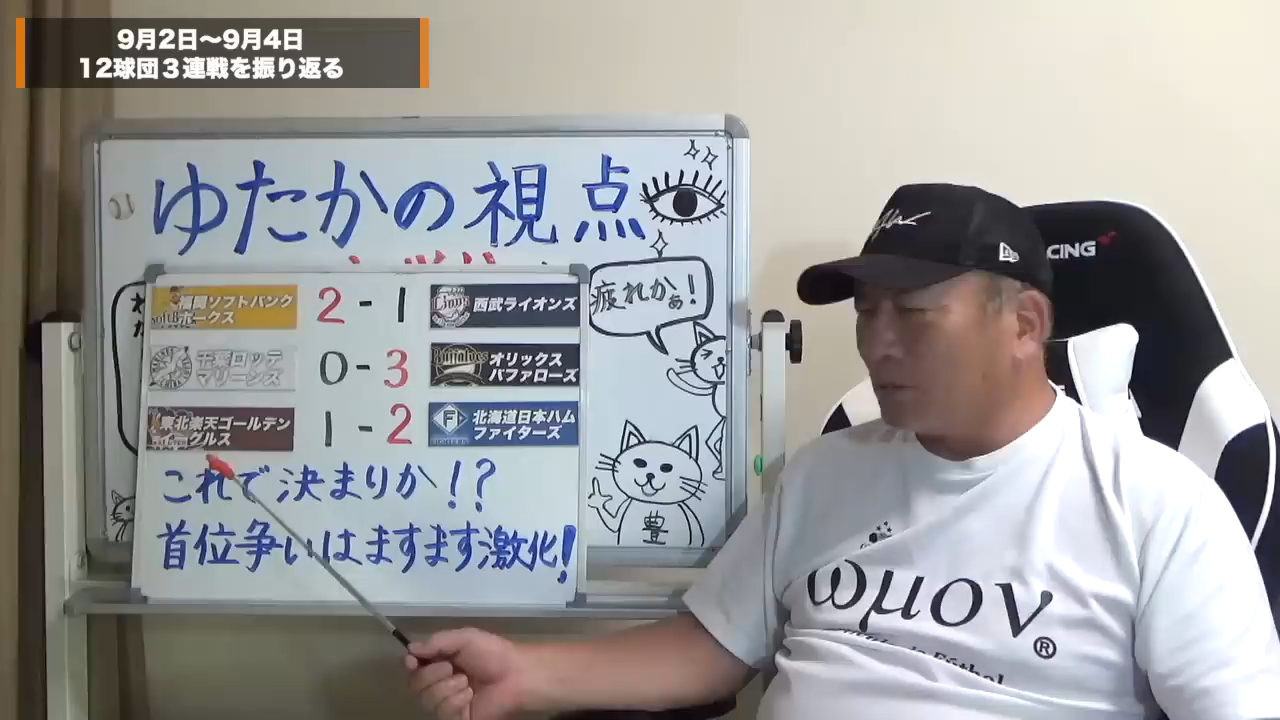 9月2日〜9月4日
12球団3連戦を振り返る
ゆたかの視点
疲れかぁ!
福岡ソフトバンク
ホークス
2-1
西武ライオンズ
千葉ロッテ
マリーンズ
0-3
オリックス
バファローズ
東北楽天ゴールデン
グルス
1-2
北海道日本ハム
ファイターズ
これで決まりか!?
首位争いはますます激化!
豊
CING
ωμον®